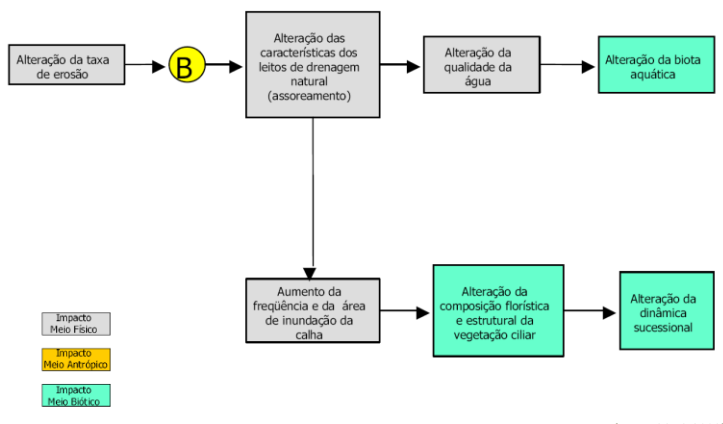 Alteração da taxa
de erosão
B
Alteração das
características dos
leitos de drenagem
natural
(assoreamento)
Alteração da
qualidade da
água
Alteração da biota
aquática
Aumento da
freqüência e da área
de inundação da
calha
Alteração da
composição florística
e estrutural da
vegetação ciliar
Alteração da
dinâmica
sucessional
Impacto
Meio Físico
Impacto
Meio Antrópico
Impacto
Meio Biótico